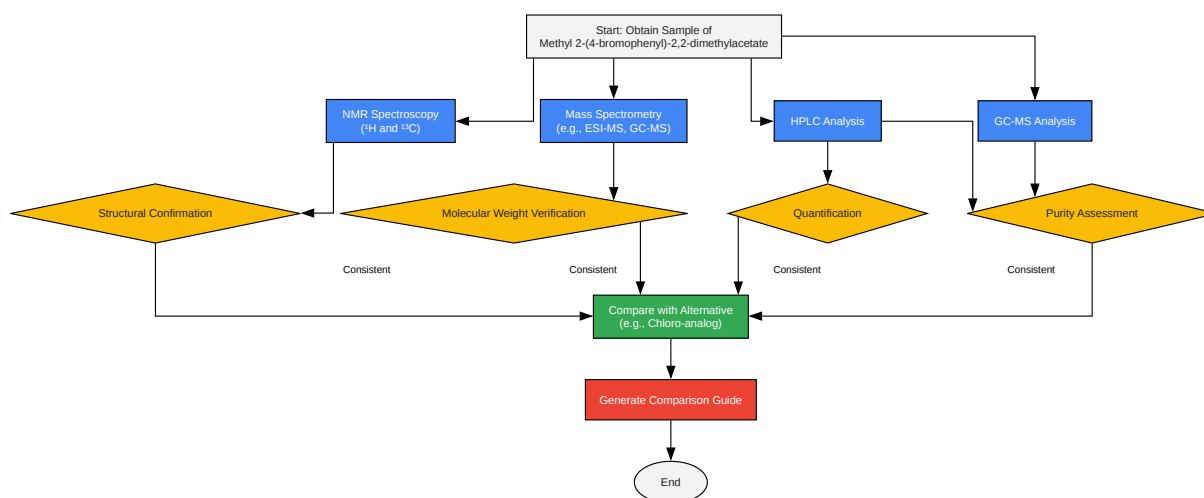 Start: Obtain Sample of
Methyl 2-(4-bromophenyl)-2,2-dimethylacetate
NMR Spectroscopy
(¹H and ¹³C)
Mass Spectrometry
(e.g., ESI-MS, GC-MS)
HPLC Analysis
GC-MS Analysis
Structural Confirmation
Molecular Weight Verification
Quantification
Purity Assessment
Consistent
Consistent
Consistent
Consistent
Compare with Alternative
(e.g., Chloro-analog)
Generate Comparison Guide
End